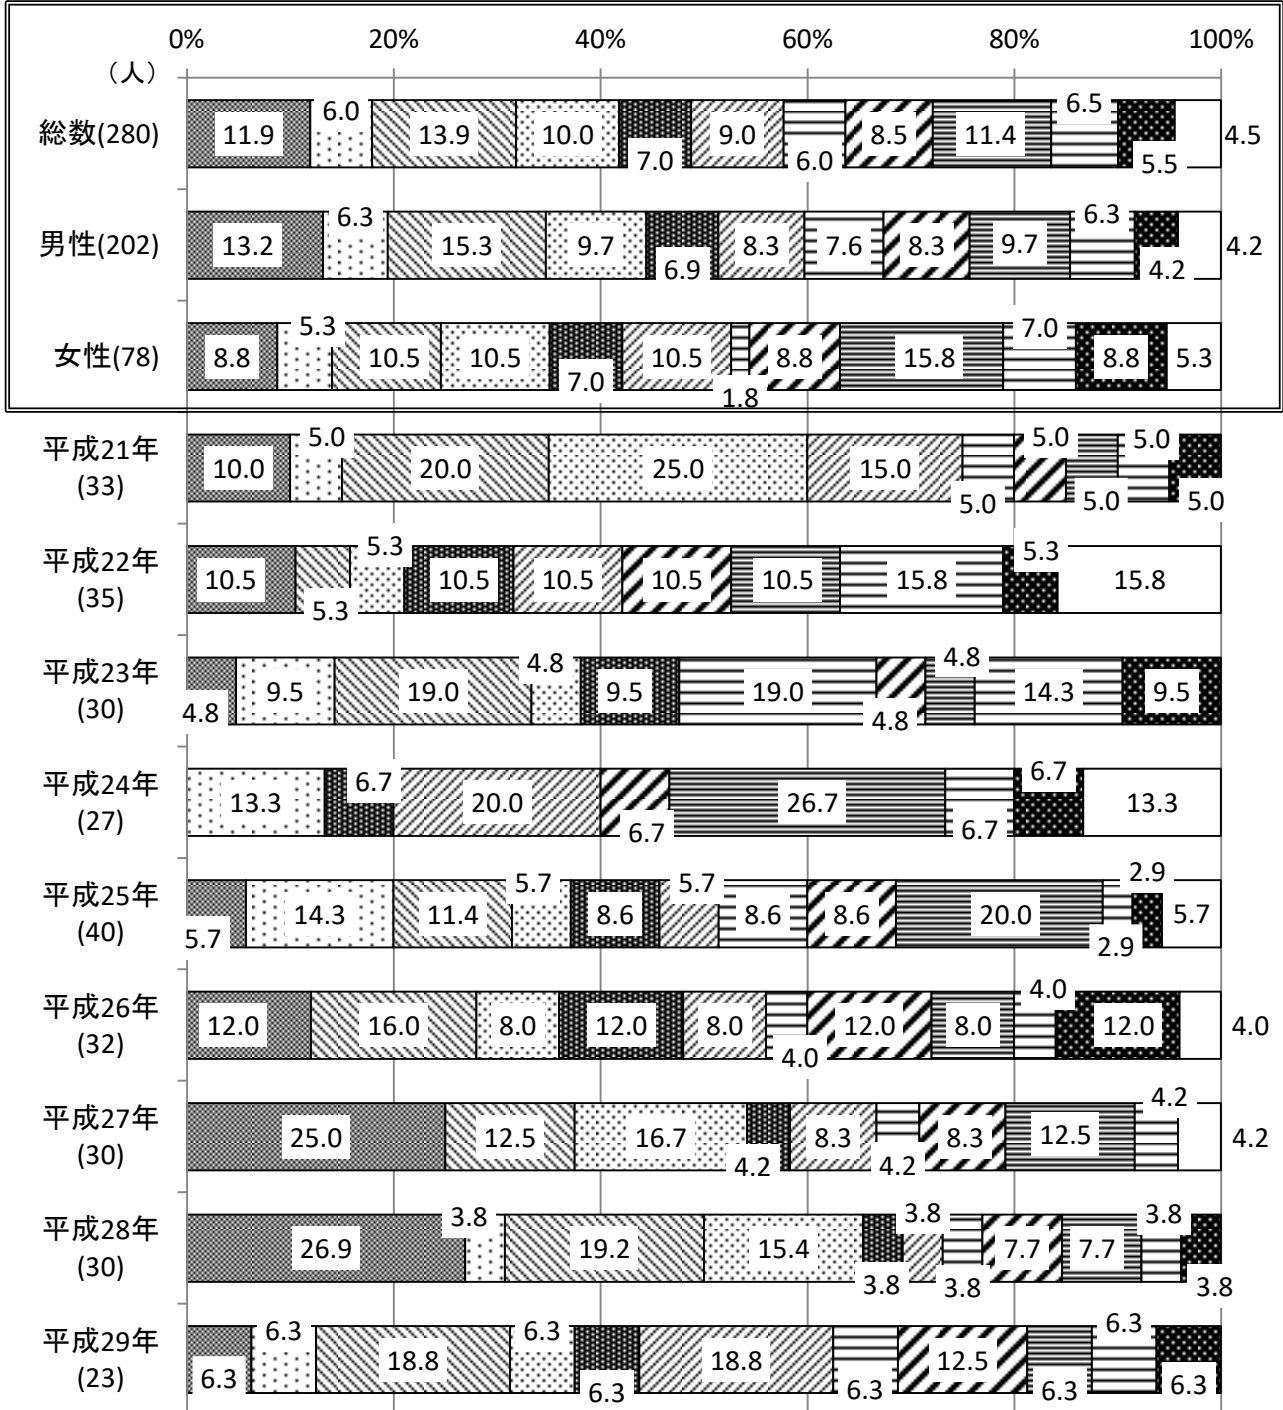 0% 20% 40% 60% 80% 100%
（人）
総数(280) 11.9 6.0 13.9 10.0 7.0 9.0 6.0 8.5 11.4 6.5 5.5 4.5
男性(202) 13.2 6.3 15.3 9.7 6.9 8.3 7.6 8.3 9.7 6.3 4.2 4.2
女性(78) 8.8 5.3 10.5 10.5 7.0 10.5 1.8 8.8 15.8 7.0 8.8 5.3
平成21年
(33) 10.0 5.0 20.0 25.0 15.0 5.0 5.0 5.0 5.0 5.0
平成22年
(35) 10.5 5.3 5.3 10.5 10.5 10.5 10.5 15.8 5.3 15.8
平成23年
(30) 4.8 9.5 19.0 4.8 9.5 19.0 4.8 4.8 14.3 9.5
平成24年
(27) 13.3 6.7 20.0 6.7 26.7 6.7 6.7 13.3
平成25年
(40) 5.7 14.3 11.4 5.7 8.6 5.7 8.6 8.6 20.0 2.9 2.9 5.7
平成26年
(32) 12.0 16.0 8.0 12.0 8.0 4.0 12.0 8.0 4.0 12.0 4.0
平成27年
(30) 25.0 12.5 16.7 4.2 8.3 4.2 8.3 12.5 4.2 4.2
平成28年
(30) 26.9 3.8 19.2 15.4 3.8 3.8 3.8 7.7 7.7 3.8 3.8
平成29年
(23) 6.3 6.3 18.8 6.3 6.3 18.8 6.3 12.5 6.3 6.3 6.3